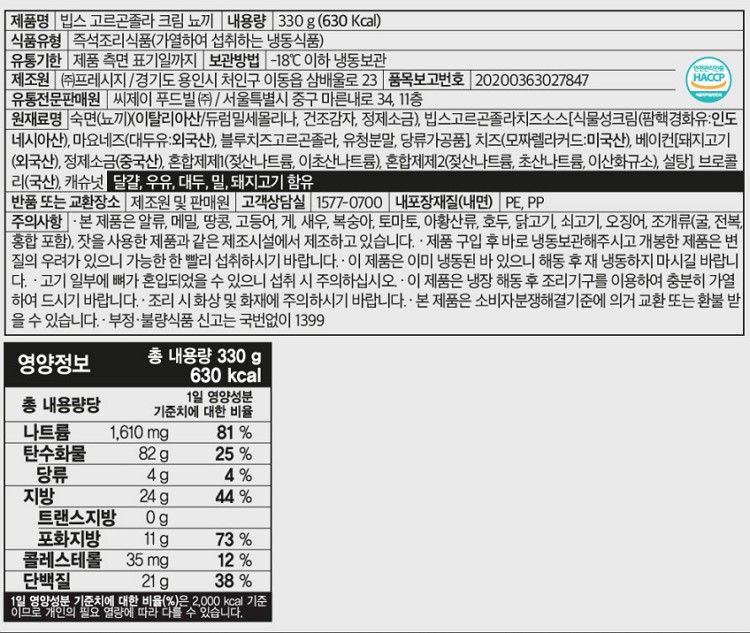 제품명 빕스 고르곤졸라 크림 뇨끼 내용량 330 g (630 Kcal)
식품유형 즉석조리식품(가열하여 섭취하는 냉동식품)
유통기한 제품 측면 표기일까지 보관방법 -18℃ 이하 냉동보관
제조원 ㈜프레시지 / 경기도 용인시 처인구 이동읍 삼배울로 23 품목보고번호 20200363027847
유통전문판매원 씨제이 푸드빌 ㈜ / 서울특별시 중구 마른내로 34, 11층
안전관리인증
HACCP
원재료명 숙면(뇨끼)(이탈리아산/두럼밀세몰리나, 건조감자, 정제소금), 빕스고르곤졸라치즈소스[식물성크림(팜핵경화유:인도
네시아산), 마요네즈(대두유:외국산), 블루치즈고르곤졸라, 유청분말, 당류가공품], 치즈(모짜렐라커드:미국산), 베이컨[돼지고기
(외국산), 정제소금(중국산), 혼합제제1(젖산나트륨, 이초산나트륨), 혼합제제2(젖산나트륨, 초산나트륨, 이산화규소), 설탕], 브로콜
리(국산), 캐슈넛 달걀, 우유, 대두, 밀, 돼지고기 함유
반품 또는 교환장소 제조원 및 판매원 고객상담실 1577-0700 내포장재질(내면) PE, PP
주의사항 · 본 제품은 알류, 메밀, 땅콩, 고등어, 게, 새우, 복숭아, 토마토, 아황산류, 호두, 닭고기, 쇠고기, 오징어, 조개류(굴, 전복,
홍합 포함), 잣을 사용한 제품과 같은 제조시설에서 제조하고 있습니다. · 제품 구입 후 바로 냉동보관해주시고 개봉한 제품은 변
질의 우려가 있으니 가능한 한 빨리 섭취하시기 바랍니다. · 이 제품은 이미 냉동된 바 있으니 해동 후 재 냉동하지 마시길 바랍니
다. · 고기 일부에 뼈가 혼입되었을 수 있으니 섭취 시 주의하십시오. · 이 제품은 냉장 해동 후 조리기구를 이용하여 충분히 가열
하여 드시기 바랍니다. · 조리 시 화상 및 화재에 주의하시기 바랍니다. · 본 제품은 소비자분쟁해결기준에 의거 교환 또는 환불 받
을 수 있습니다. · 부정·불량식품 신고는 국번없이 1399
영양정보 총 내용량 330 g
630 kcal
총 내용량당 1일 영양성분
기준치에 대한 비율
나트륨 1,610 mg 81 %
탄수화물 82 g 25 %
당류 4 g 4 %
지방 24 g 44 %
트랜스지방 0 g
포화지방 11 g 73 %
콜레스테롤 35 mg 12 %
단백질 21 g 38 %
1일 영양성분 기준치에 대한 비율(%)은 2,000 kcal 기준
이므로 개인의 필요 열량에 따라 다를 수 있습니다.